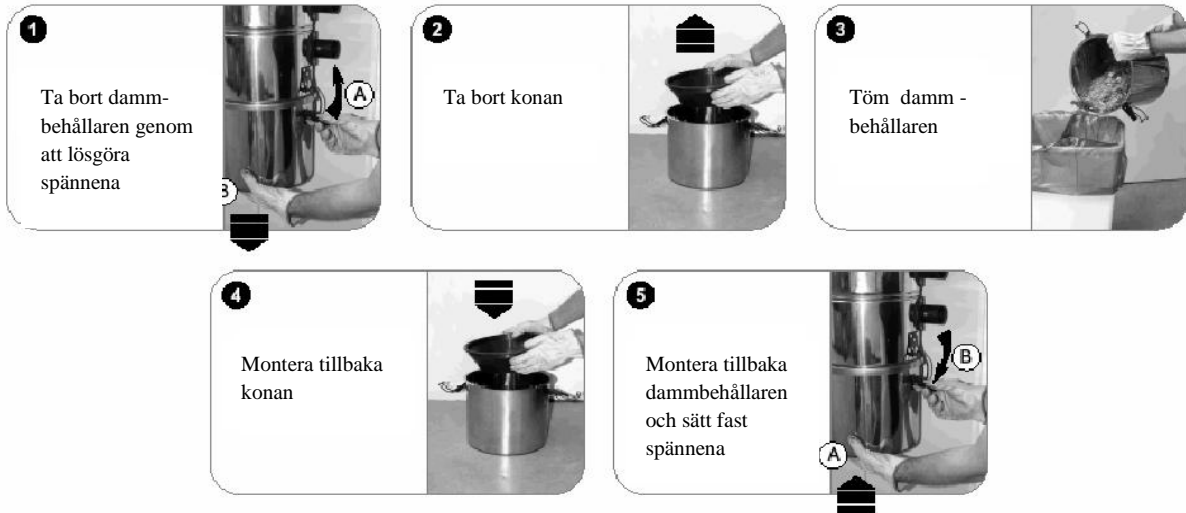 1
Ta bort damm-
behållaren genom
att lösgöra
spännena
A
B
2
Ta bort konan
3
Töm damm -
behållaren
4
Montera tillbaka
konan
5
Montera tillbaka
dammbehållaren
och sätt fast
spännena
B
A